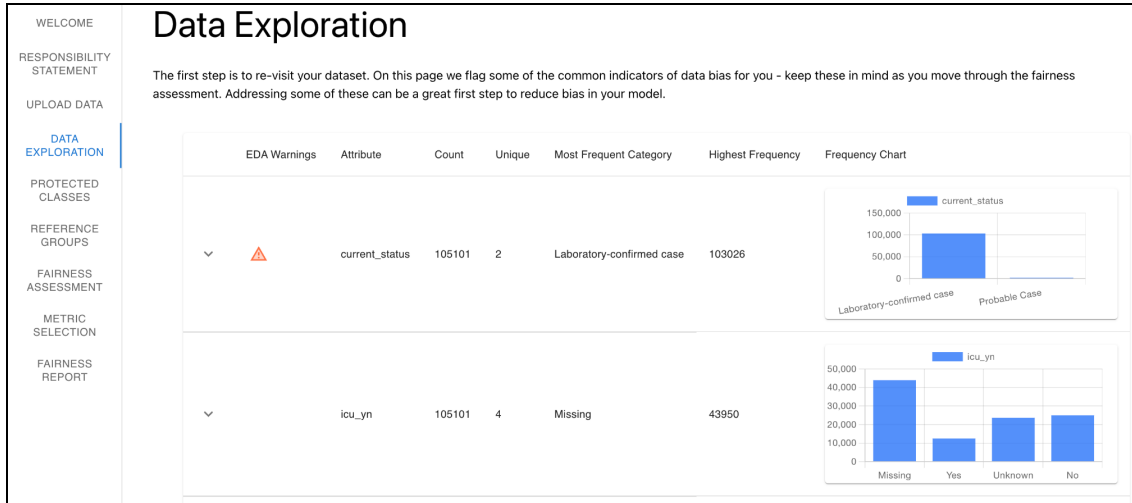 WELCOME
RESPONSIBILITY
STATEMENT
UPLOAD DATA
DATA
EXPLORATION
PROTECTED
CLASSES
REFERENCE
GROUPS
FAIRNESS
ASSESSMENT
METRIC
SELECTION
FAIRNESS
REPORT
Data Exploration
The first step is to re-visit your dataset. On this page we flag some of the common indicators of data bias for you - keep these in mind as you move through the fairness
assessment. Addressing some of these can be a great first step to reduce bias in your model.
EDA Warnings Attribute Count Unique Most Frequent Category Highest Frequency Frequency Chart
current_status 105101 2 Laboratory-confirmed case 103026
current_status
150,000
100,000
50,000
0
Laboratory-confirmed case Probable Case
icu_yn 105101 4 Missing 43950
icu_yn
50,000
40,000
30,000
20,000
10,000
0
Missing Yes Unknown No